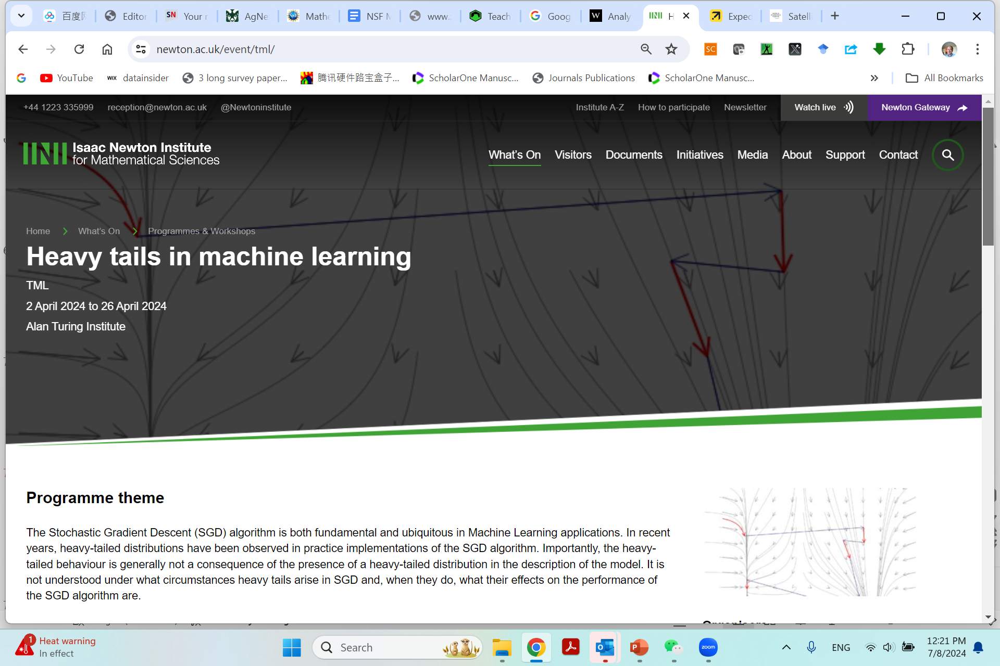 百度
Editor
SN Your
AgNe
Mathe
NSF
www.
Teach
Goog
W Analy
H
Exped
Satelli
newton.ac.uk/event/tml/
SC
YouTube
WiX datainsider
3 long survey paper...
腾讯硬件路宝盒子...
ScholarOne Manusc...
Journals Publications
ScholarOne Manusc...
All Bookmarks
+44 1223 335999
reception@newton.ac.uk
@Newtoninstitute
Institute A-Z
How to participate
Newsletter
Watch live
Newton Gateway
Isaac Newton Institute
for Mathematical Sciences
What's On
Visitors
Documents
Initiatives
Media
About
Support
Contact
Home
What's On
Programmes & Workshops
Heavy tails in machine learning
TML
2 April 2024 to 26 April 2024
Alan Turing Institute
Programme theme
The Stochastic Gradient Descent (SGD) algorithm is both fundamental and ubiquitous in Machine Learning applications. In recent
years, heavy-tailed distributions have been observed in practice implementations of the SGD algorithm. Importantly, the heavy-
tailed behaviour is generally not a consequence of the presence of a heavy-tailed distribution in the description of the model. It is
not understood under what circumstances heavy tails arise in SGD and, when they do, what their effects on the performance of
the SGD algorithm are.
1
Heat warning
In effect
Search
zoom
ENG
12:21 PM
7/8/2024